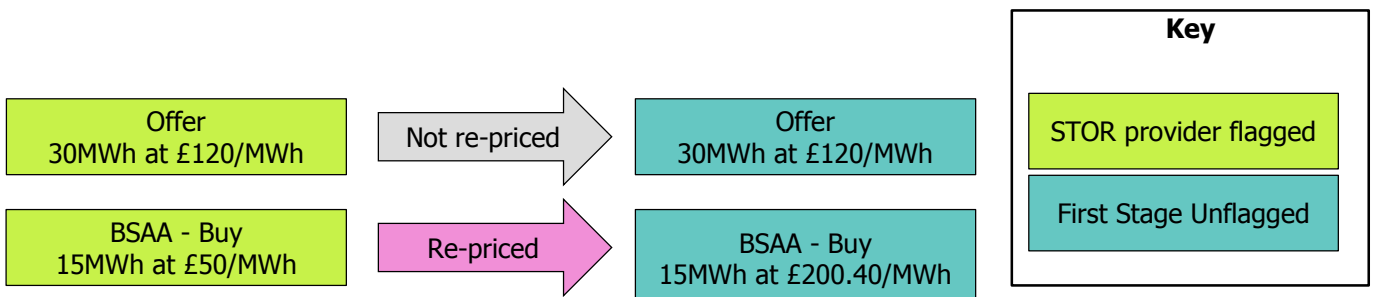 Offer
30MWh at £120/MWh
Not re-priced
Offer
30MWh at £120/MWh
BSAA - Buy
15MWh at £50/MWh
Re-priced
BSAA - Buy
15MWh at £200.40/MWh
Key
STOR provider flagged
First Stage Unflagged